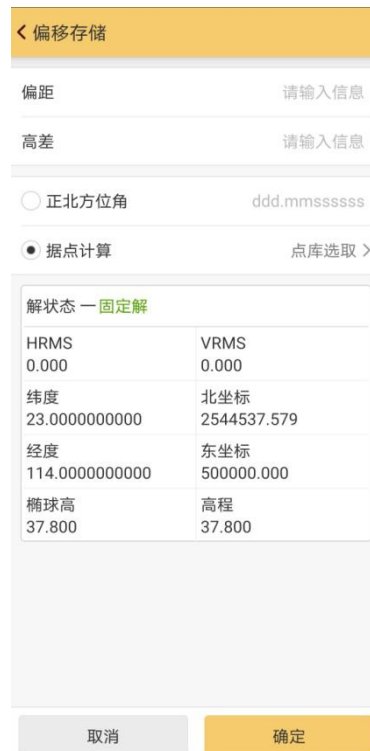 偏移存储
偏距 请输入信息
高差 请输入信息
正北方位角 ddd.mmssssss
据点计算 点库选取
解状态 一 固定解
HRMS VRMS
0.000 0.000
纬度 北坐标
23.0000000000 2544537.579
经度 东坐标
114.0000000000 500000.000
椭球高 高程
37.800 37.800
取消 确定